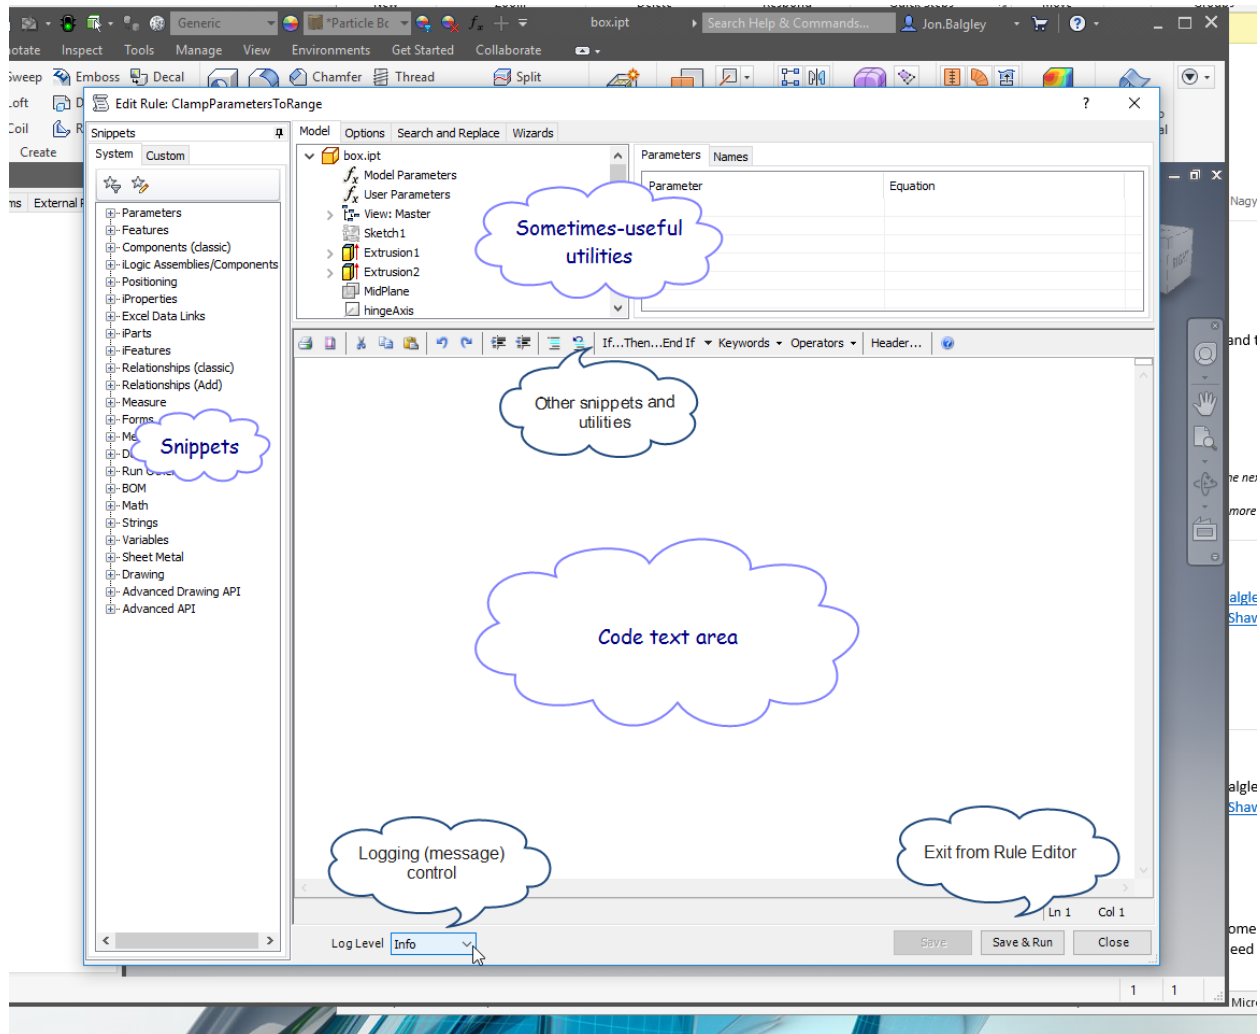 Generic
*Particle Bc
box.ipt
Search Help & Commands...
Jon.Balgley
Inspect Tools Manage View Environments Get Started Collaborate
Emboss Decal Chamfer Thread Split
Create
Edit Rule: ClampParametersToRange
?
Snippets
System Custom
Parameters
Features
Components (classic)
iLogic Assemblies/Components
Positioning
iProperties
Excel Data Links
iParts
iFeatures
Relationships (classic)
Relationships (Add)
Measure
Forms
BOM
Math
Strings
Variables
Sheet Metal
Drawing
Advanced Drawing API
Advanced API
Snippets
Model Options Search and Replace Wizards
box.ipt
Model Parameters
User Parameters
View: Master
Sketch1
Extrusion1
Extrusion2
MidPlane
hingeAxis
Sometimes-useful
utilities
Parameters Names
Parameter Equation
If...Then...End If Keywords Operators Header...
Other snippets and
utilities
Code text area
Logging (message)
control
Exit from Rule Editor
Ln 1 Col 1
Log Level Info
Save Save & Run Close
1 1
RIGHT